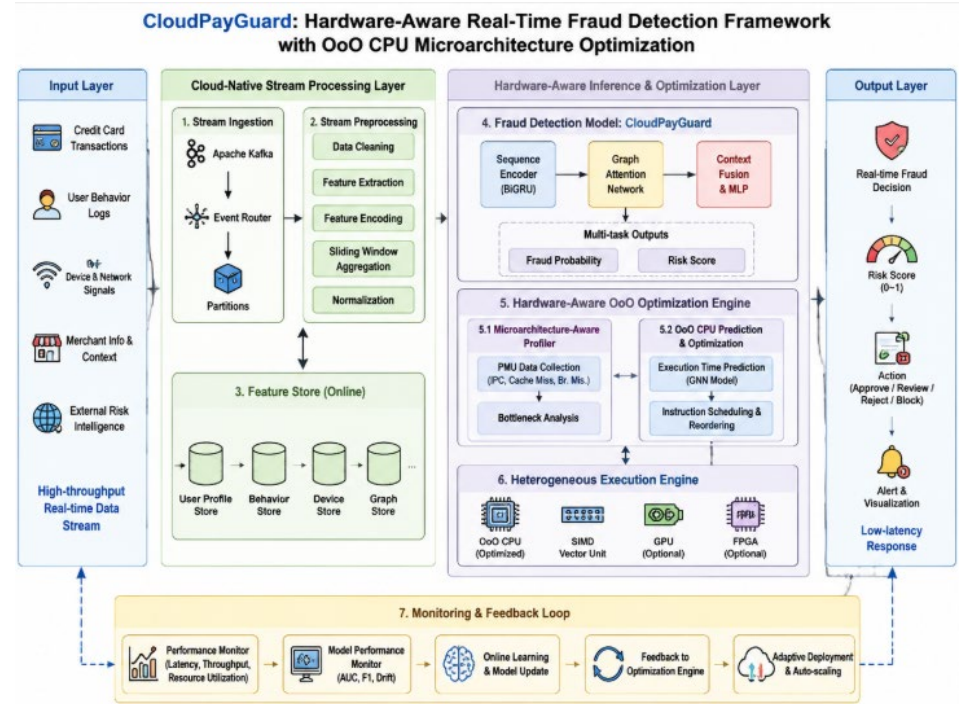 CloudPayGuard: Hardware-Aware Real-Time Fraud Detection Framework
with OoO CPU Microarchitecture Optimization
Input Layer
Credit Card
Transactions
User Behavior
Logs
Device & Network
Signals
Merchant Info &
Context
External Risk
Intelligence
High-throughput
Real-time Data
Stream
Cloud-Native Stream Processing Layer
1. Stream Ingestion
Apache Kafka
Event Router
Partitions
2. Stream Preprocessing
Data Cleaning
Feature Extraction
Feature Encoding
Sliding Window
Aggregation
Normalization
3. Feature Store (Online)
User Profile
Store
Behavior
Store
Device
Store
Graph
Store
...
Hardware-Aware Inference & Optimization Layer
4. Fraud Detection Model: CloudPayGuard
Sequence
Encoder
(BiGRU)
Graph
Attention
Network
Context
Fusion
& MLP
Multi-task Outputs
Fraud Probability
Risk Score
5. Hardware-Aware OoO Optimization Engine
5.1 Microarchitecture-Aware
Profiler
PMU Data Collection
(IPC, Cache Miss, Br. Mis.)
Bottleneck Analysis
5.2 OoO CPU Prediction
& Optimization
Execution Time Prediction
(GNN Model)
Instruction Scheduling &
Reordering
6. Heterogeneous Execution Engine
OoO CPU
(Optimized)
SIMD
Vector Unit
GPU
(Optional)
FPGA
(Optional)
Output Layer
Real-time Fraud
Decision
Risk Score
(0~1)
Action
(Approve / Review /
Reject / Block)
Alert &
Visualization
Low-latency
Response
7. Monitoring & Feedback Loop
Performance Monitor
(Latency, Throughput,
Resource Utilization)
Model Performance
Monitor
(AUC, F1, Drift)
Online Learning
& Model Update
Feedback to
Optimization Engine
Adaptive Deployment
& Auto-scaling